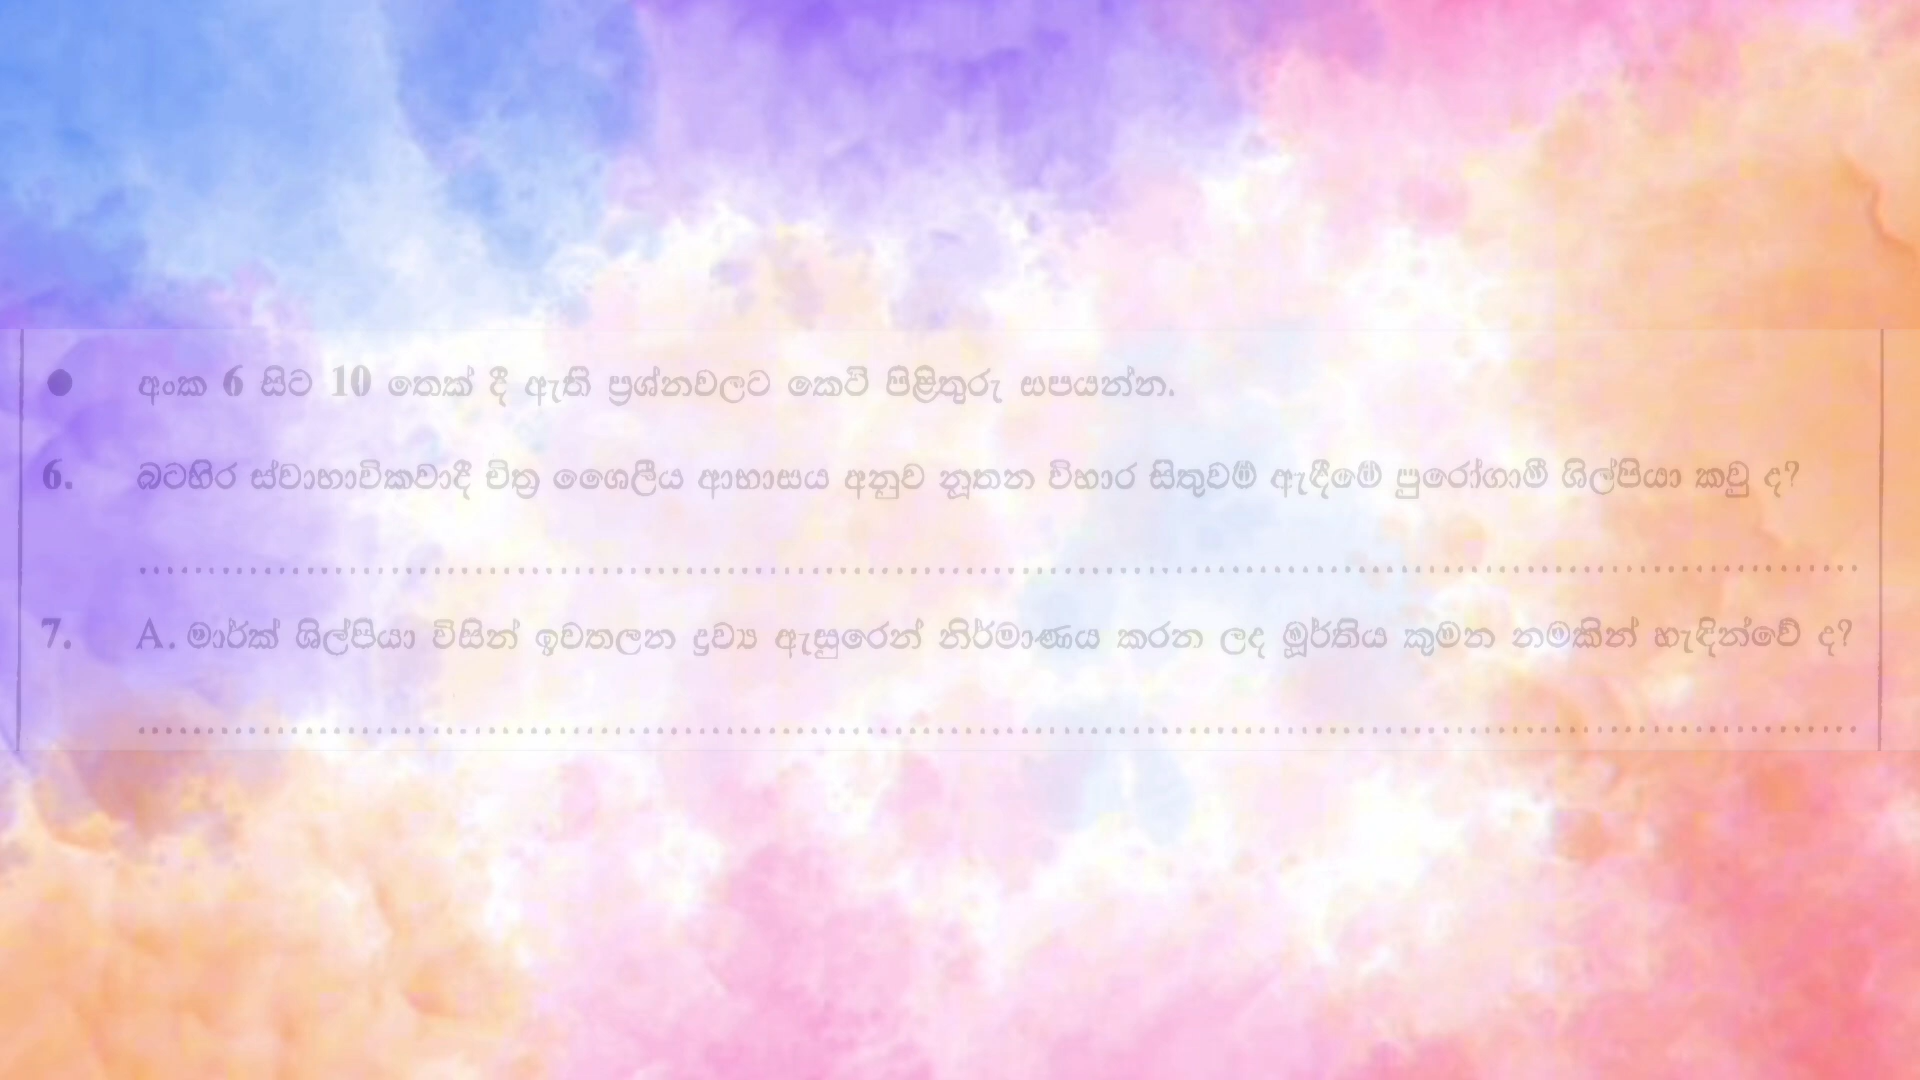 ● අංක 6 සිට 10 තෙක් දී ඇති ප්‍රශ්නවලට කෙටි පිළිතුරු සපයන්න.
6. බටහිර ස්වාභාවිකවාදී චිත්‍ර ශෛලීය ආභාසය අනුව නූතන විහාර සිතුවම් ඇදීමේ පුරෝගාමී ශිල්පියා කවු ද?
7. A. මාර්ක් ශිල්පියා විසින් ඉවතලන ද්‍රව්‍ය ඇසුරෙන් නිර්මාණය කරන ලද මූර්තිය කුමන නමකින් හැඳින්වේ ද?